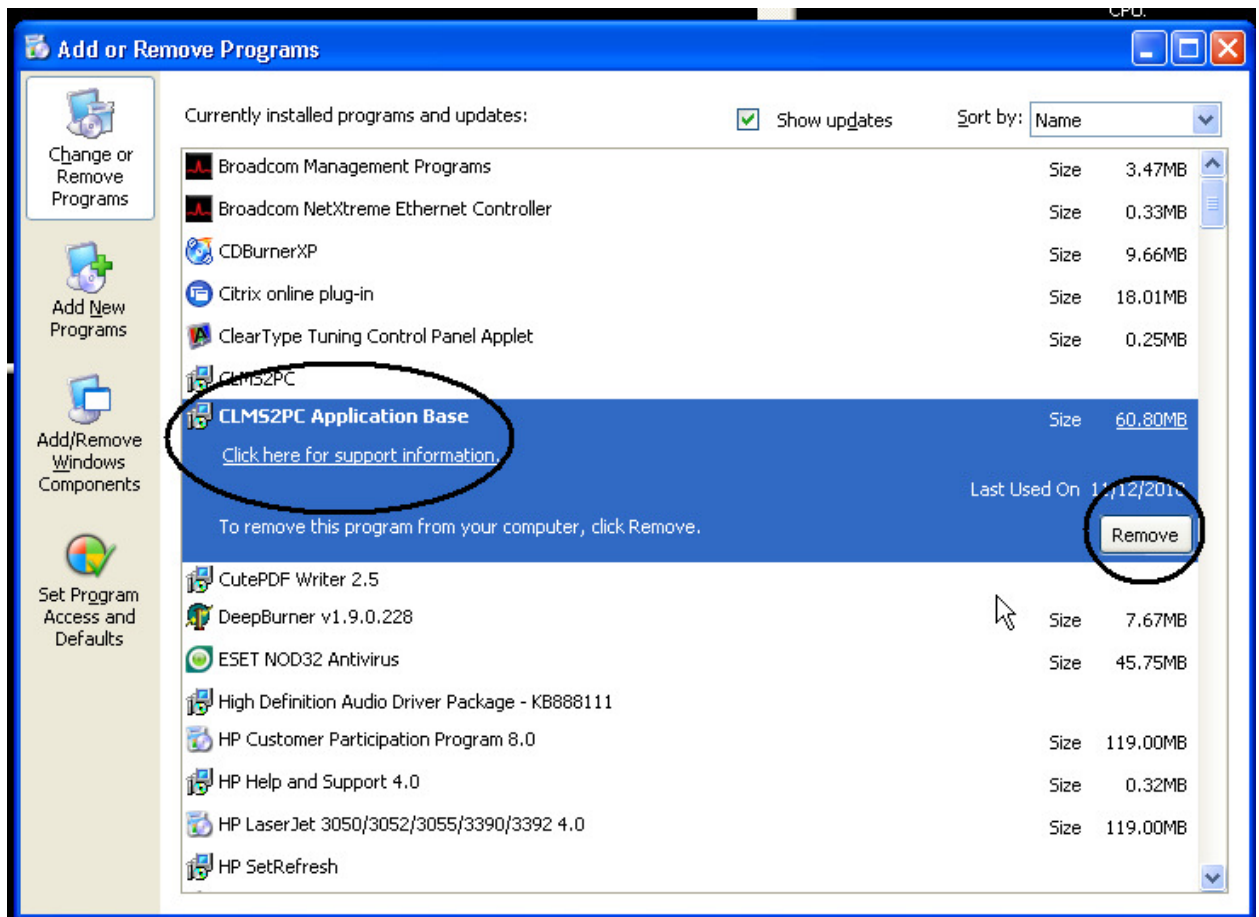 CPU.
Add or Remove Programs
Change or
Remove
Programs
Add New
Programs
Add/Remove
Windows
Components
Set Program
Access and
Defaults
Currently installed programs and updates:
Show updates
Sort by: Name
Broadcom Management Programs Size 3.47MB
Broadcom NetXtreme Ethernet Controller Size 0.33MB
CDBurnerXP Size 9.66MB
Citrix online plug-in Size 18.01MB
ClearType Tuning Control Panel Applet Size 0.25MB
CLMS2PC
CLMS2PC Application Base Size 60.80MB
Click here for support information.
Last Used On 11/12/2010
To remove this program from your computer, click Remove.
Remove
CutePDF Writer 2.5
DeepBurner v1.9.0.228 Size 7.67MB
ESET NOD32 Antivirus Size 45.75MB
High Definition Audio Driver Package - KB888111
HP Customer Participation Program 8.0 Size 119.00MB
HP Help and Support 4.0 Size 0.32MB
HP LaserJet 3050/3052/3055/3390/3392 4.0 Size 119.00MB
HP SetRefresh